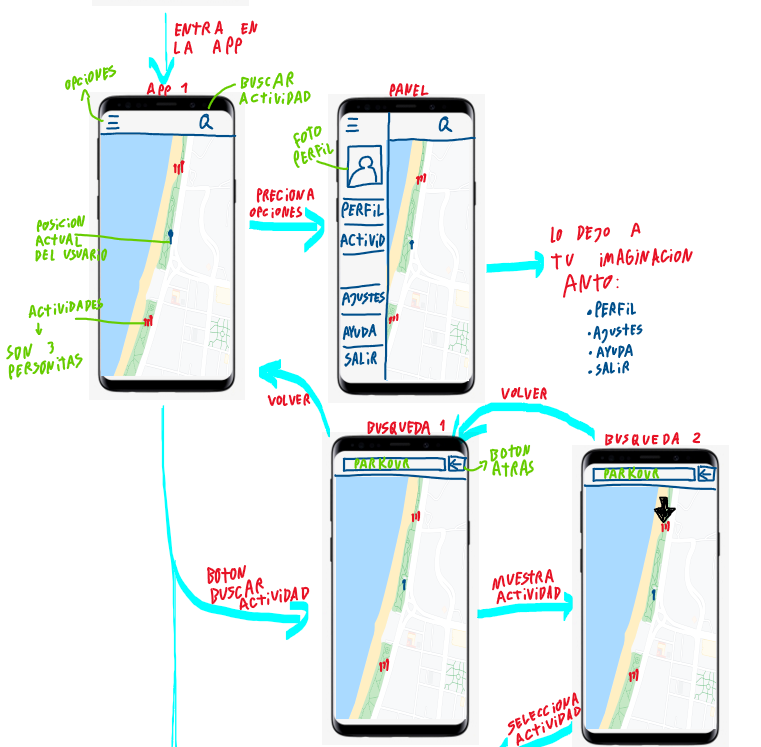 ENTRA EN
LA APP
OPCIONES
APP 1
BUSCAR
ACTIVIDAD
PANEL
FOTO
PERFIL
PRECIONA
OPCIONES
PERFIL
ACTIVID
AJUSTES
AYUDA
SALIR
POSICION
ACTUAL
DEL USUARIO
ACTIVIDADES
SON 3
PERSONITAS
LO DEJO A
TU IMAGINACION
ANTO:
• PERFIL
• AJUSTES
• AYUDA
• SALIR
VOLVER
VOLVER
BUSQUEDA 1
PARKOUR
BOTON
ATRAS
BUSQUEDA 2
PARKOUR
BOTON
BUSCAR
ACTIVIDAD
MUESTRA
ACTIVIDAD
SELECCIONA
ACTIVIDAD